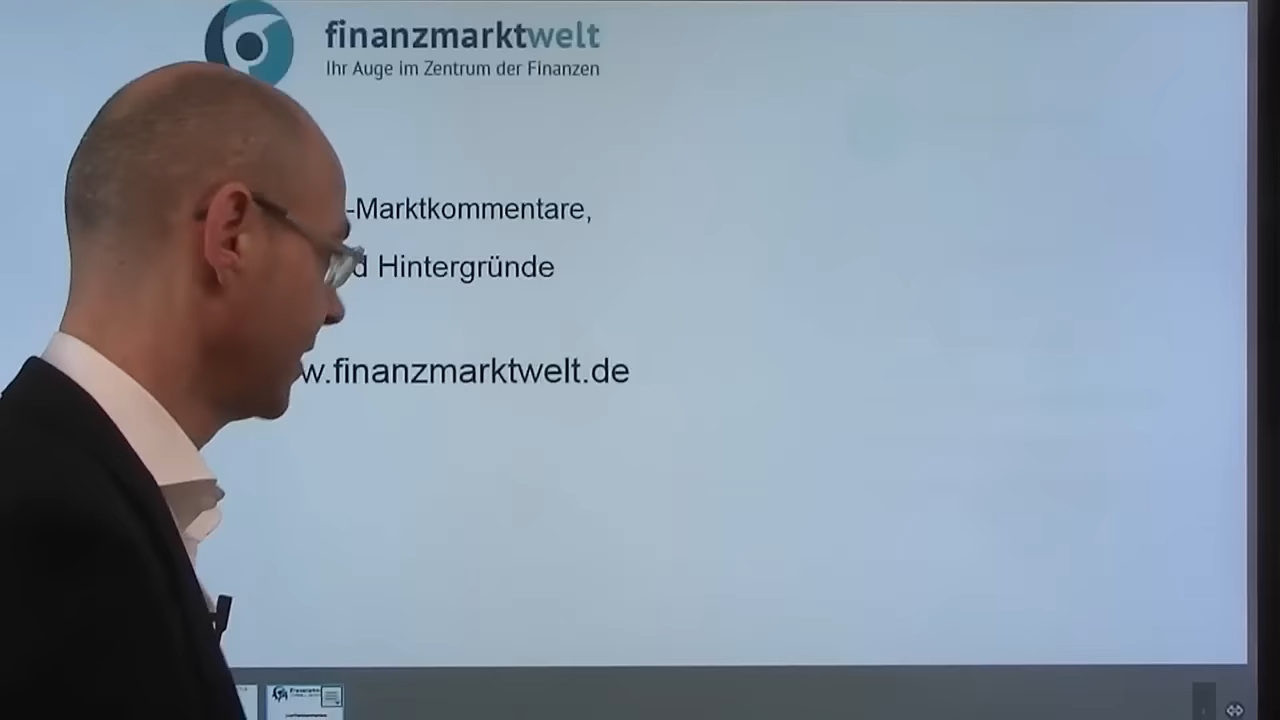 finanzmarktwelt
Ihr Auge im Zentrum der Finanzen
-Marktkommentare,
d Hintergründe
w.finanzmarktwelt.de